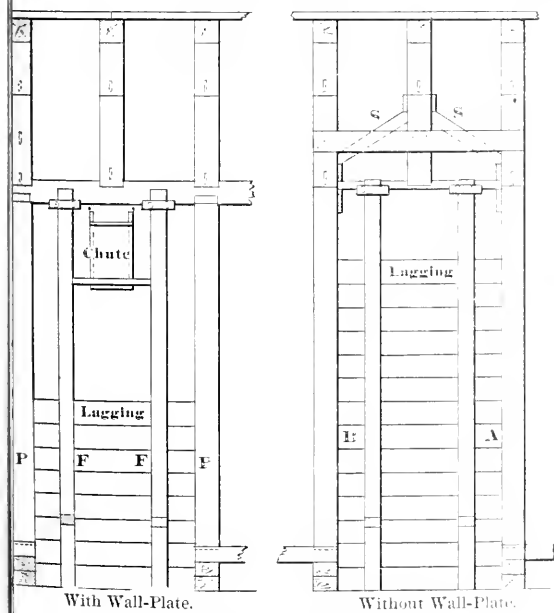 S S
Chute
Lagging
Lagging
P F F P
B A
With Wall-Plate.
Without Wall-Plate.